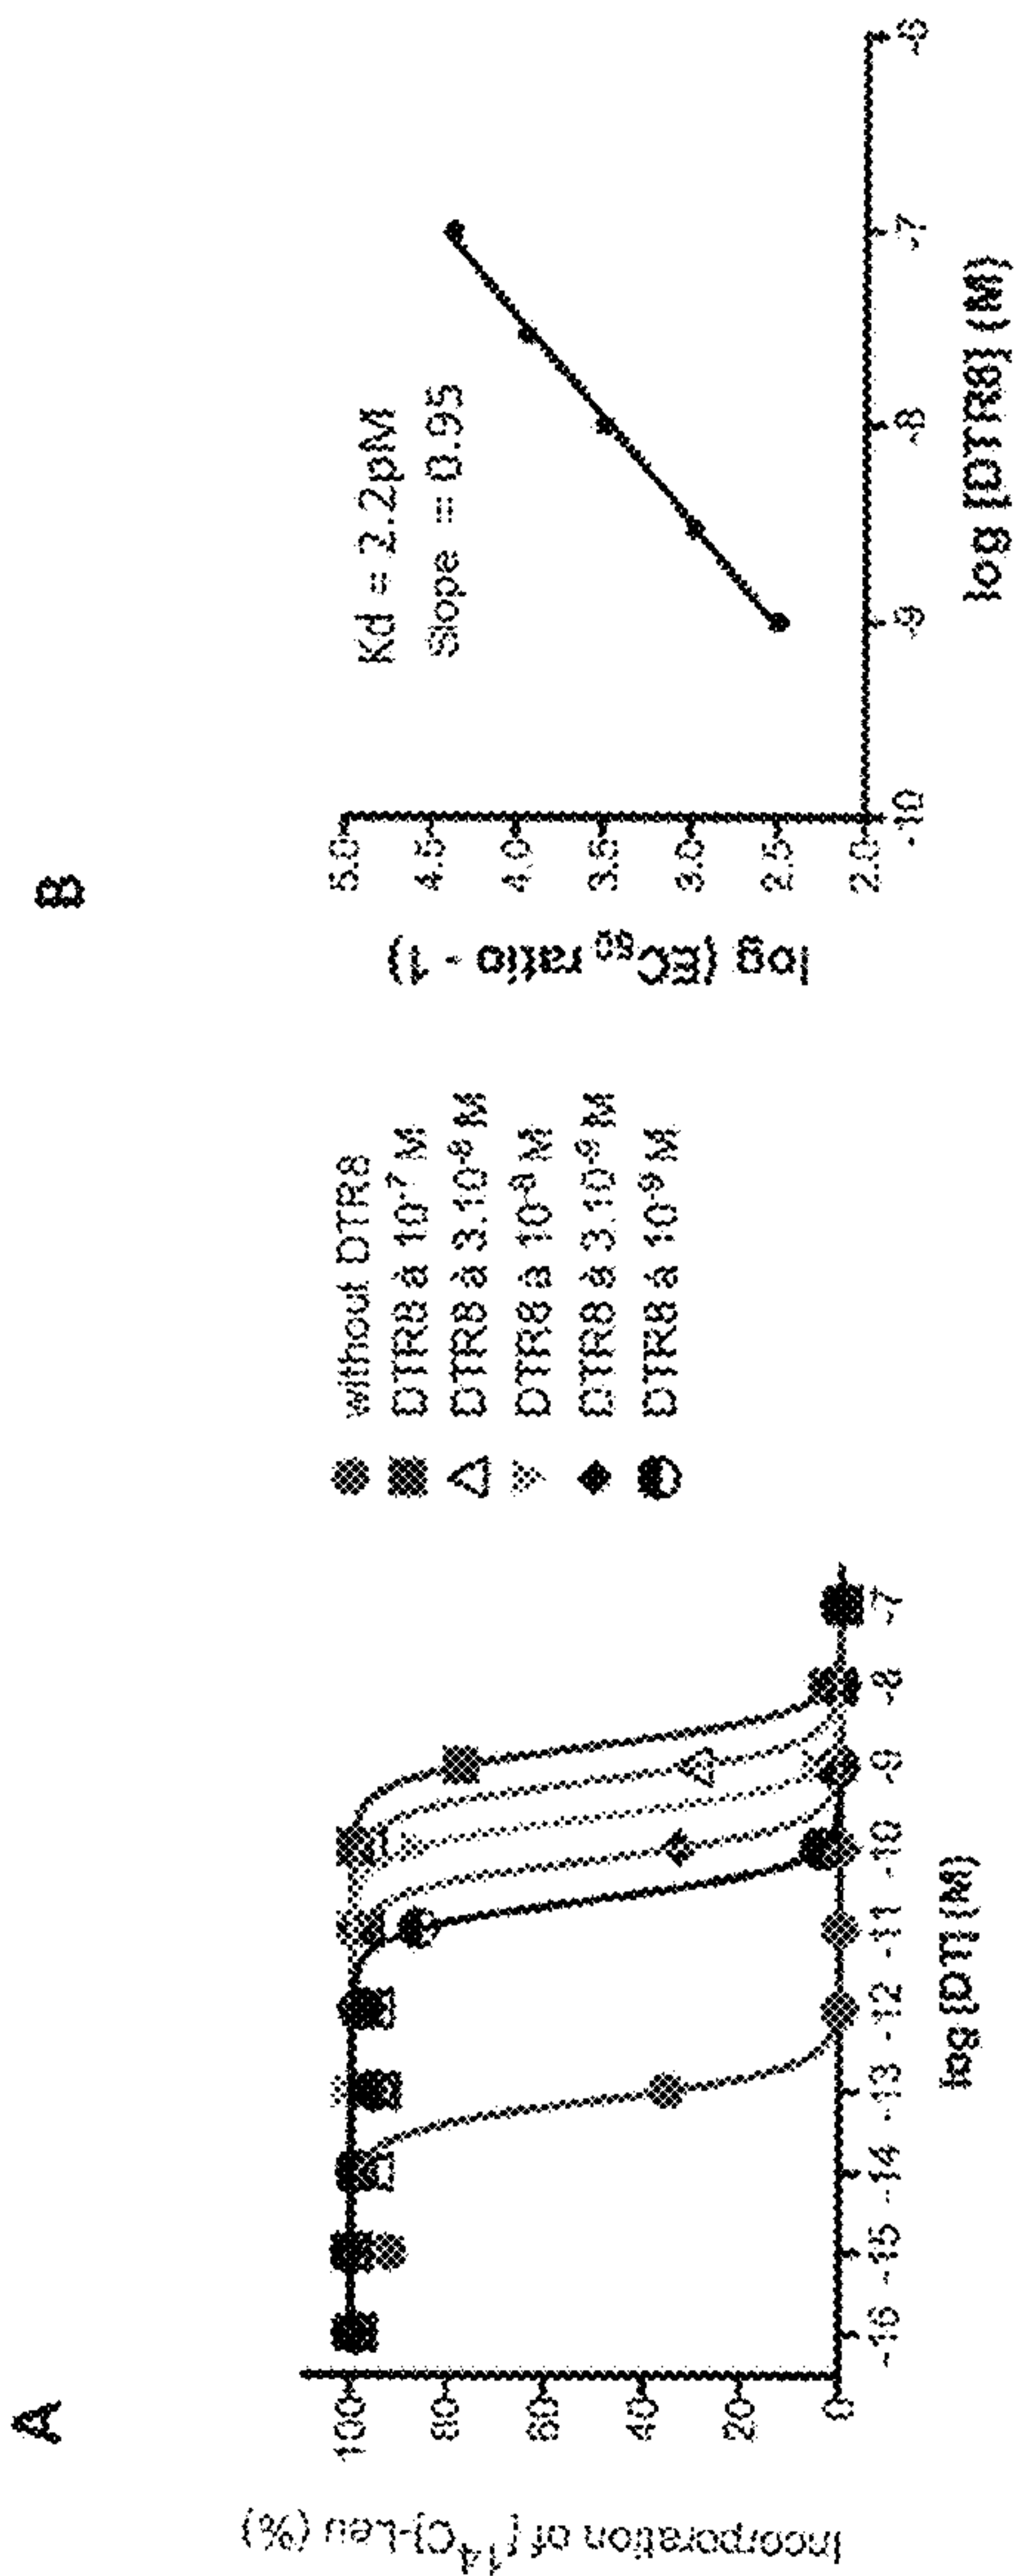 A
Incorporation of [14C]-Leu (%)
100
80
60
40
20
0
-16 -15 -14 -13 -12 -11 -10 -9 -8 -7
log [DT] (M)
without DTR8
DTR8 à 10-7 M
DTR8 à 3.10-8 M
DTR8 à 10-8 M
DTR8 à 3.10-9 M
DTR8 à 10-9 M
B
log (EC50 ratio - 1)
5.0
4.5
4.0
3.5
3.0
2.5
2.0
Kd = 2.2pM
Slope = 0.95
-10 -9 -8 -7 -6
log [DTR8] (M)